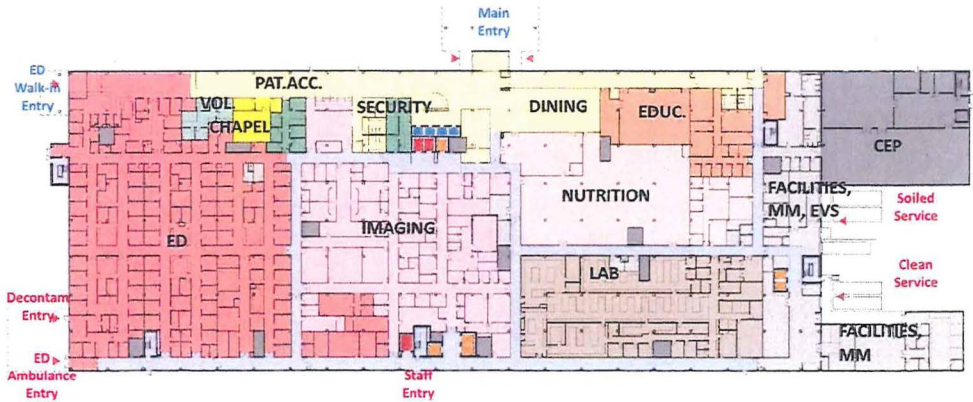 Main
Entry
ED
Walk-in
Entry
PAT.ACC.
VOL.
CHAPEL
SECURITY
DINING
EDUC.
CEP
NUTRITION
FACILITIES,
MM, EVS
Soiled
Service
ED
IMAGING
LAB
Clean
Service
Decontam
Entry
FACILITIES,
MM
ED
Ambulance
Entry
Staff
Entry